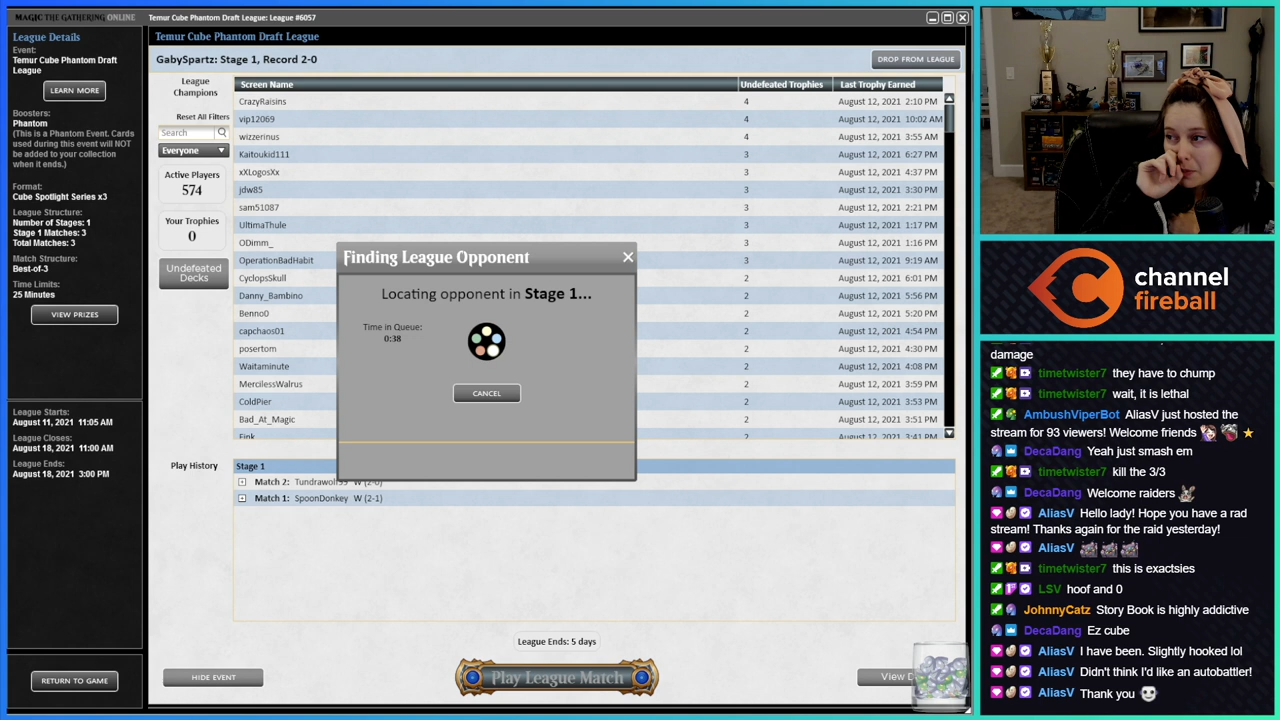 MAGIC THE GATHERING ONLINE
Temur Cube Phantom Draft League: League #6057
League Details
Event:
Temur Cube Phantom Draft
League
LEARN MORE
Boosters:
Phantom
(This is a Phantom Event. Cards
used during this event will NOT
be added to your collection
when it ends.)
Format:
Cube Spotlight Series x3
League Structure:
Number of Stages: 1
Stage 1 Matches: 3
Total Matches: 3
Match Structure:
Best-of-3
Time Limits:
25 Minutes
VIEW PRIZES
League Starts:
August 11, 2021 11:05 AM
League Closes:
August 18, 2021 11:00 AM
League Ends:
August 18, 2021 3:00 PM
RETURN TO GAME
Temur Cube Phantom Draft League
GabySpartz: Stage 1, Record 2-0
DROP FROM LEAGUE
League
Champions
Reset All Filters
Search
Everyone
Active Players
574
Your Trophies
0
Undefeated
Decks
Screen Name Undefeated Trophies Last Trophy Earned
CrazyRaisins 4 August 12, 2021 2:10 PM
vip12069 4 August 12, 2021 10:02 AM
wizzerinus 4 August 12, 2021 3:55 AM
Kaitoukid111 3 August 12, 2021 6:27 PM
xXLogosXx 3 August 12, 2021 4:37 PM
jdw85 3 August 12, 2021 3:30 PM
sam51087 3 August 12, 2021 2:21 PM
UltimaThule 3 August 12, 2021 1:17 PM
ODimm_ 3 August 12, 2021 1:16 PM
OperationBadHabit 3 August 12, 2021 9:19 AM
CyclopsSkull 2 August 12, 2021 6:01 PM
Danny_Bambino 2 August 12, 2021 5:56 PM
Benno0 2 August 12, 2021 5:20 PM
capchaos01 2 August 12, 2021 4:54 PM
posertom 2 August 12, 2021 4:30 PM
Waitaminute 2 August 12, 2021 4:08 PM
MercilessWalrus 2 August 12, 2021 3:59 PM
ColdPier 2 August 12, 2021 3:53 PM
Bad_At_Magic 2 August 12, 2021 3:51 PM
Fink 2 August 12, 2021 3:41 PM
Finding League Opponent
Locating opponent in Stage 1...
Time in Queue:
0:38
CANCEL
Play History
Stage 1
Match 2: Tundrawolf95 W (2-0)
Match 1: SpoonDonkey W (2-1)
League Ends: 5 days
HIDE EVENT
Play League Match
View D
channel
fireball
damage
timetwister7 they have to chump
timetwister7 wait, it is lethal
AmbushViperBot AliasV just hosted the
stream for 93 viewers! Welcome friends
DecaDang Yeah just smash em
timetwister7 kill the 3/3
DecaDang Welcome raiders
AliasV Hello lady! Hope you have a rad
stream! Thanks again for the raid yesterday!
AliasV
timetwister7 this is exactsies
LSV hoof and 0
JohnnyCatz Story Book is highly addictive
DecaDang Ez cube
AliasV I have been. Slightly hooked lol
AliasV Didn't think I'd like an autobattler!
AliasV Thank you